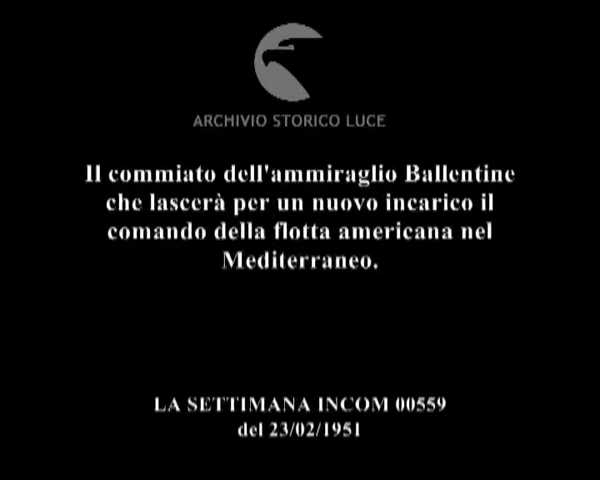 ARCHIVIO STORICO LUCE
Il commiato dell'ammiraglio Ballentine
che lascerà per un nuovo incarico il
comando della flotta americana nel
Mediterraneo.
LA SETTIMANA INCOM 00559
del 23/02/1951